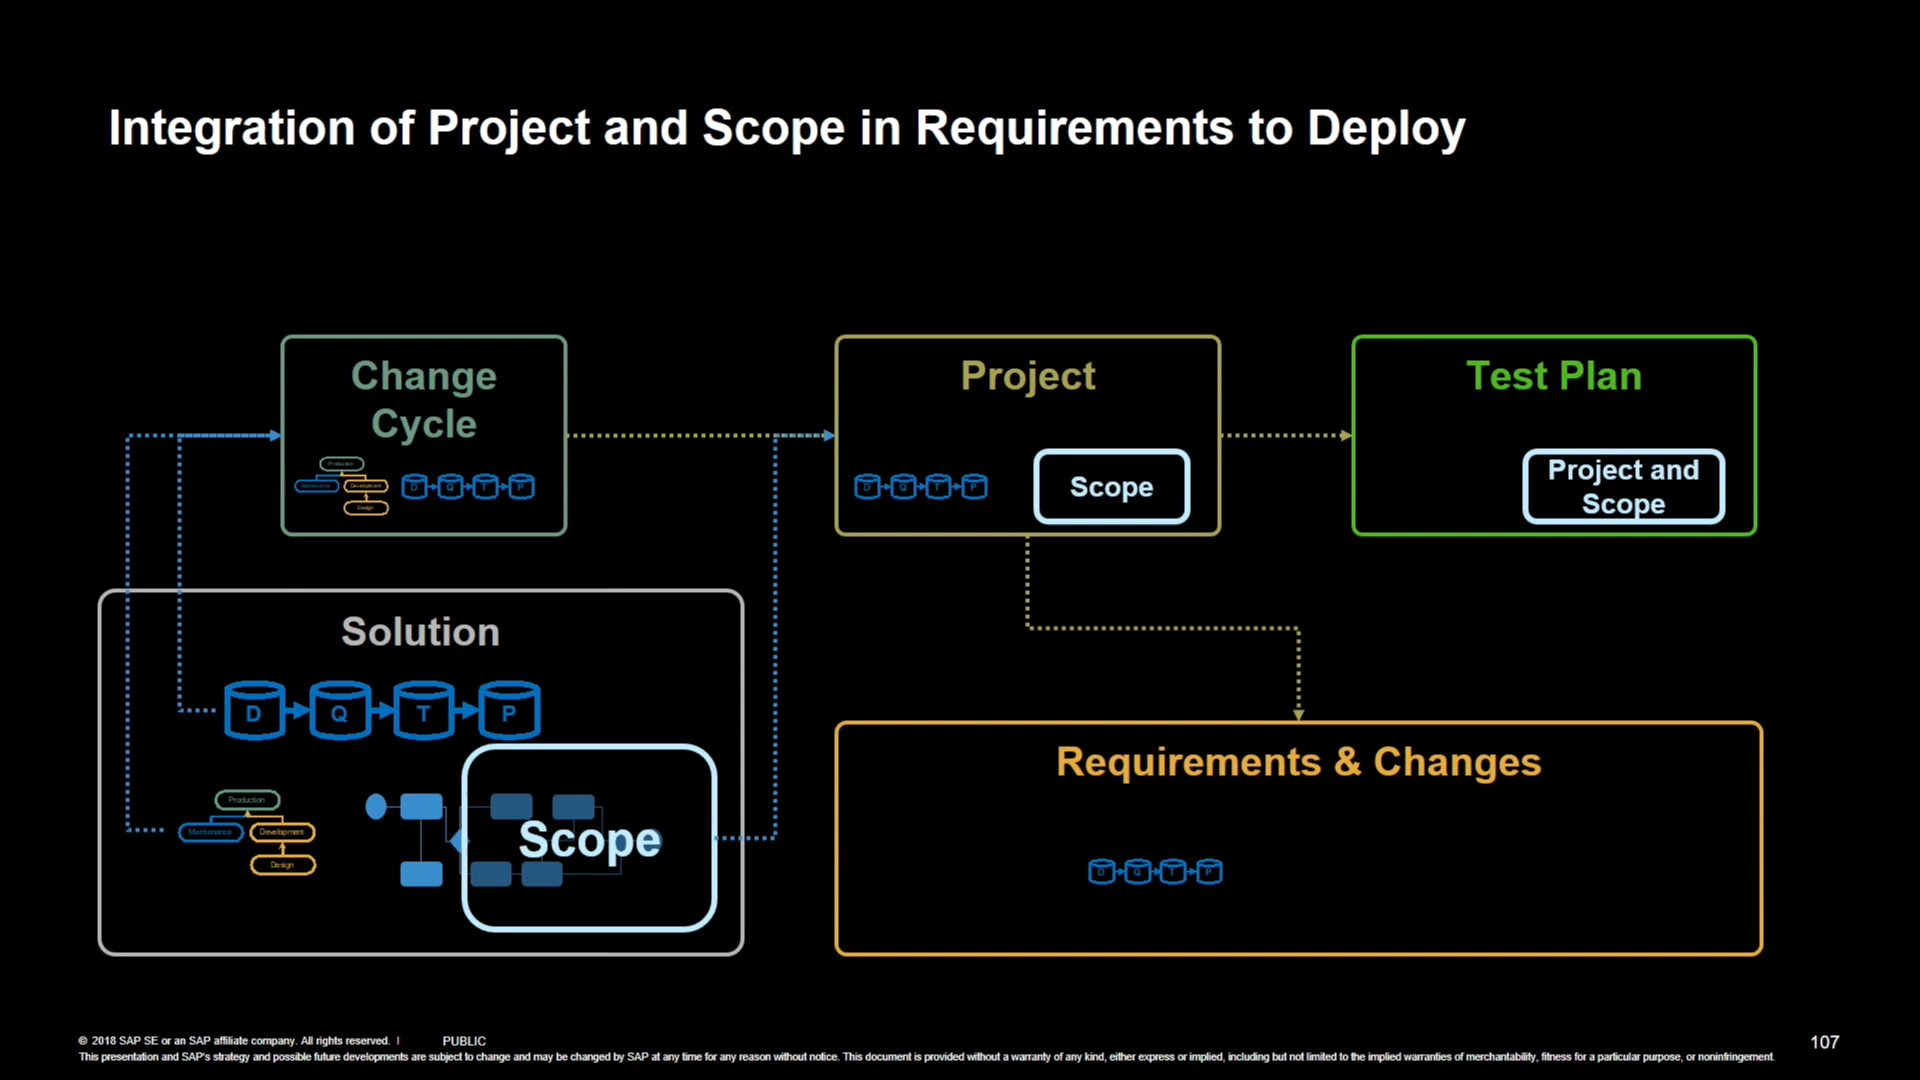 Integration of Project and Scope in Requirements to Deploy
Change
Cycle
Production
Maintenance
Development
Design
D
Q
T
P
Project
D
Q
T
P
Scope
Test Plan
Project and
Scope
Solution
D
Q
T
P
Production
Maintenance
Development
Design
Scope
Requirements & Changes
D
Q
T
P
© 2018 SAP SE or an SAP affiliate company. All rights reserved. | PUBLIC
107
This presentation and SAP's strategy and possible future developments are subject to change and may be changed by SAP at any time for any reason without notice. This document is provided without a warranty of any kind, either express or implied, including but not limited to the implied warranties of merchantability, fitness for a particular purpose, or noninfringement.